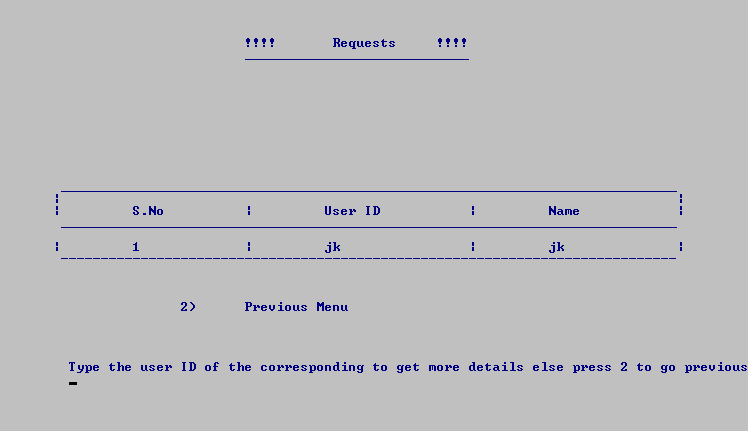 !!!! Requests !!!!
S.No ¦ User ID ¦ Name
1 ¦ jk ¦ jk
2) Previous Menu
Type the user ID of the corresponding to get more details else press 2 to go previous